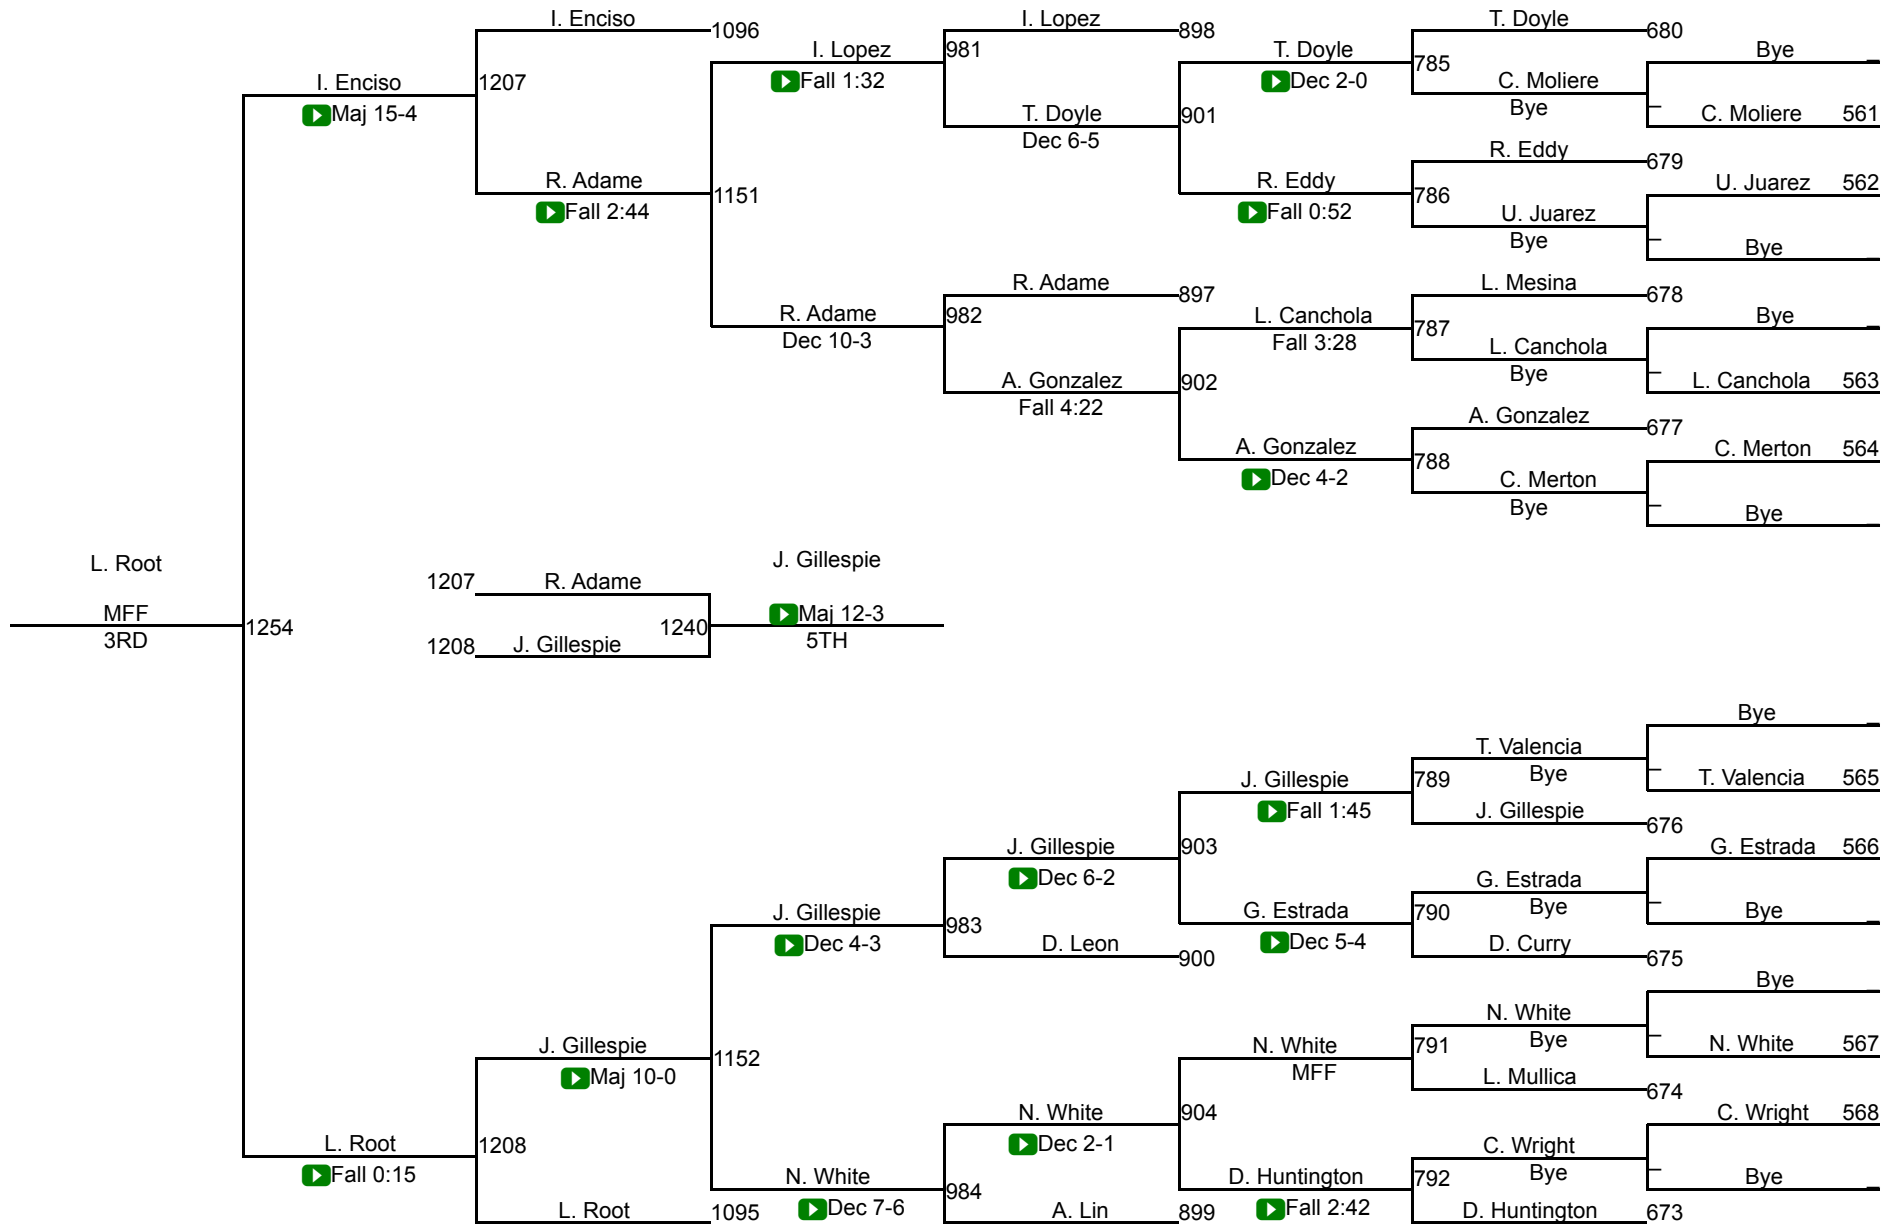 I. Enciso
1096
I. Lopez
898
T. Doyle
680
I. Enciso
Maj 15-4
1207
I. Lopez
Fall 1:32
981
T. Doyle
Dec 2-0
785
C. Moliere
Bye
Bye
C. Moliere 561
T. Doyle
Dec 6-5
901
R. Eddy
679
R. Adame
Fall 2:44
1151
R. Eddy
Fall 0:52
786
U. Juarez
Bye
U. Juarez 562
Bye
R. Adame
897
L. Mesina
678
R. Adame
Dec 10-3
982
L. Canchola
Fall 3:28
787
L. Canchola
Bye
Bye
L. Canchola 563
A. Gonzalez
Fall 4:22
902
A. Gonzalez
677
A. Gonzalez
Dec 4-2
788
C. Merton
Bye
C. Merton 564
Bye
L. Root
MFF
3RD
1254
1207 R. Adame
1208 J. Gillespie
1240
J. Gillespie
Maj 12-3
5TH
Bye
T. Valencia 565
T. Valencia
Bye
J. Gillespie
Fall 1:45
789
J. Gillespie
676
J. Gillespie
Dec 6-2
903
G. Estrada
Bye
G. Estrada 566
Bye
J. Gillespie
Dec 4-3
983
D. Leon
900
G. Estrada
Dec 5-4
790
D. Curry
675
Bye
N. White 567
J. Gillespie
Maj 10-0
1152
N. White
MFF
791
N. White
Bye
L. Mullica
674
L. Root
Fall 0:15
1208
N. White
Dec 2-1
904
C. Wright
Bye
C. Wright 568
Bye
L. Root
1095
N. White
Dec 7-6
984
A. Lin
899
D. Huntington
Fall 2:42
792
D. Huntington
673